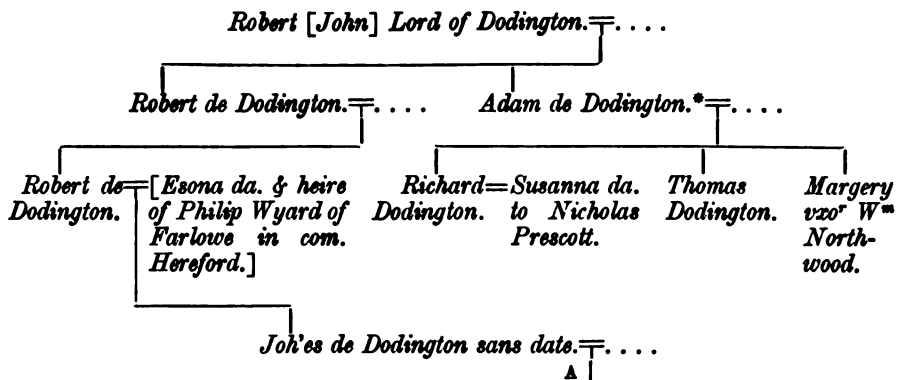 Robert [John] Lord of Dodington.=. . . .
Robert de Dodington.=. . . .
Adam de Dodington.*=. . . .
Robert de=
Dodington.
[Esona da. & heire
of Philip Wyard of
Farlowe in com.
Hereford.]
Richard=
Dodington.
Susanna da.
to Nicholas
Prescott.
Thomas
Dodington.
Margery
vxoʳ Wᵐ
North-
wood.
Joh'es de Dodington sans date.=. . . .
A